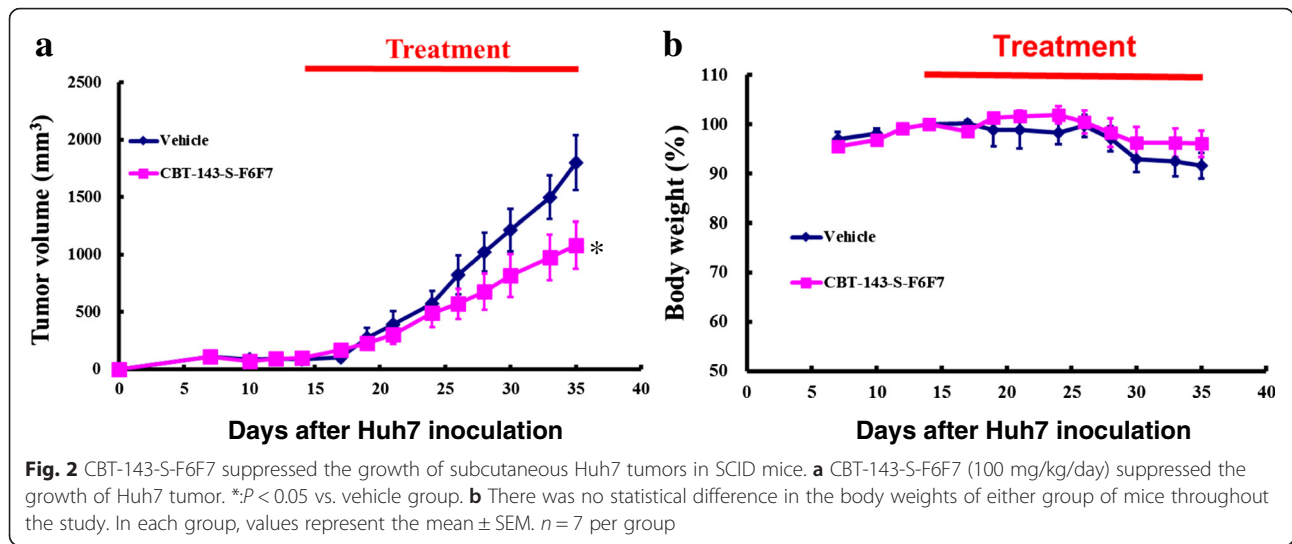 a
Treatment
2500
2000
1500
1000
500
0
Tumor volume (mm³)
Vehicle
CBT-143-S-F6F7
*
0 5 10 15 20 25 30 35 40
Days after Huh7 inoculation
b
Treatment
110
100
90
80
70
60
50
Body weight (%)
Vehicle
CBT-143-S-F6F7
0 5 10 15 20 25 30 35 40
Days after Huh7 inoculation
Fig. 2 CBT-143-S-F6F7 suppressed the growth of subcutaneous Huh7 tumors in SCID mice. a CBT-143-S-F6F7 (100 mg/kg/day) suppressed the
growth of Huh7 tumor. *:P < 0.05 vs. vehicle group. b There was no statistical difference in the body weights of either group of mice throughout
the study. In each group, values represent the mean ± SEM. n = 7 per group